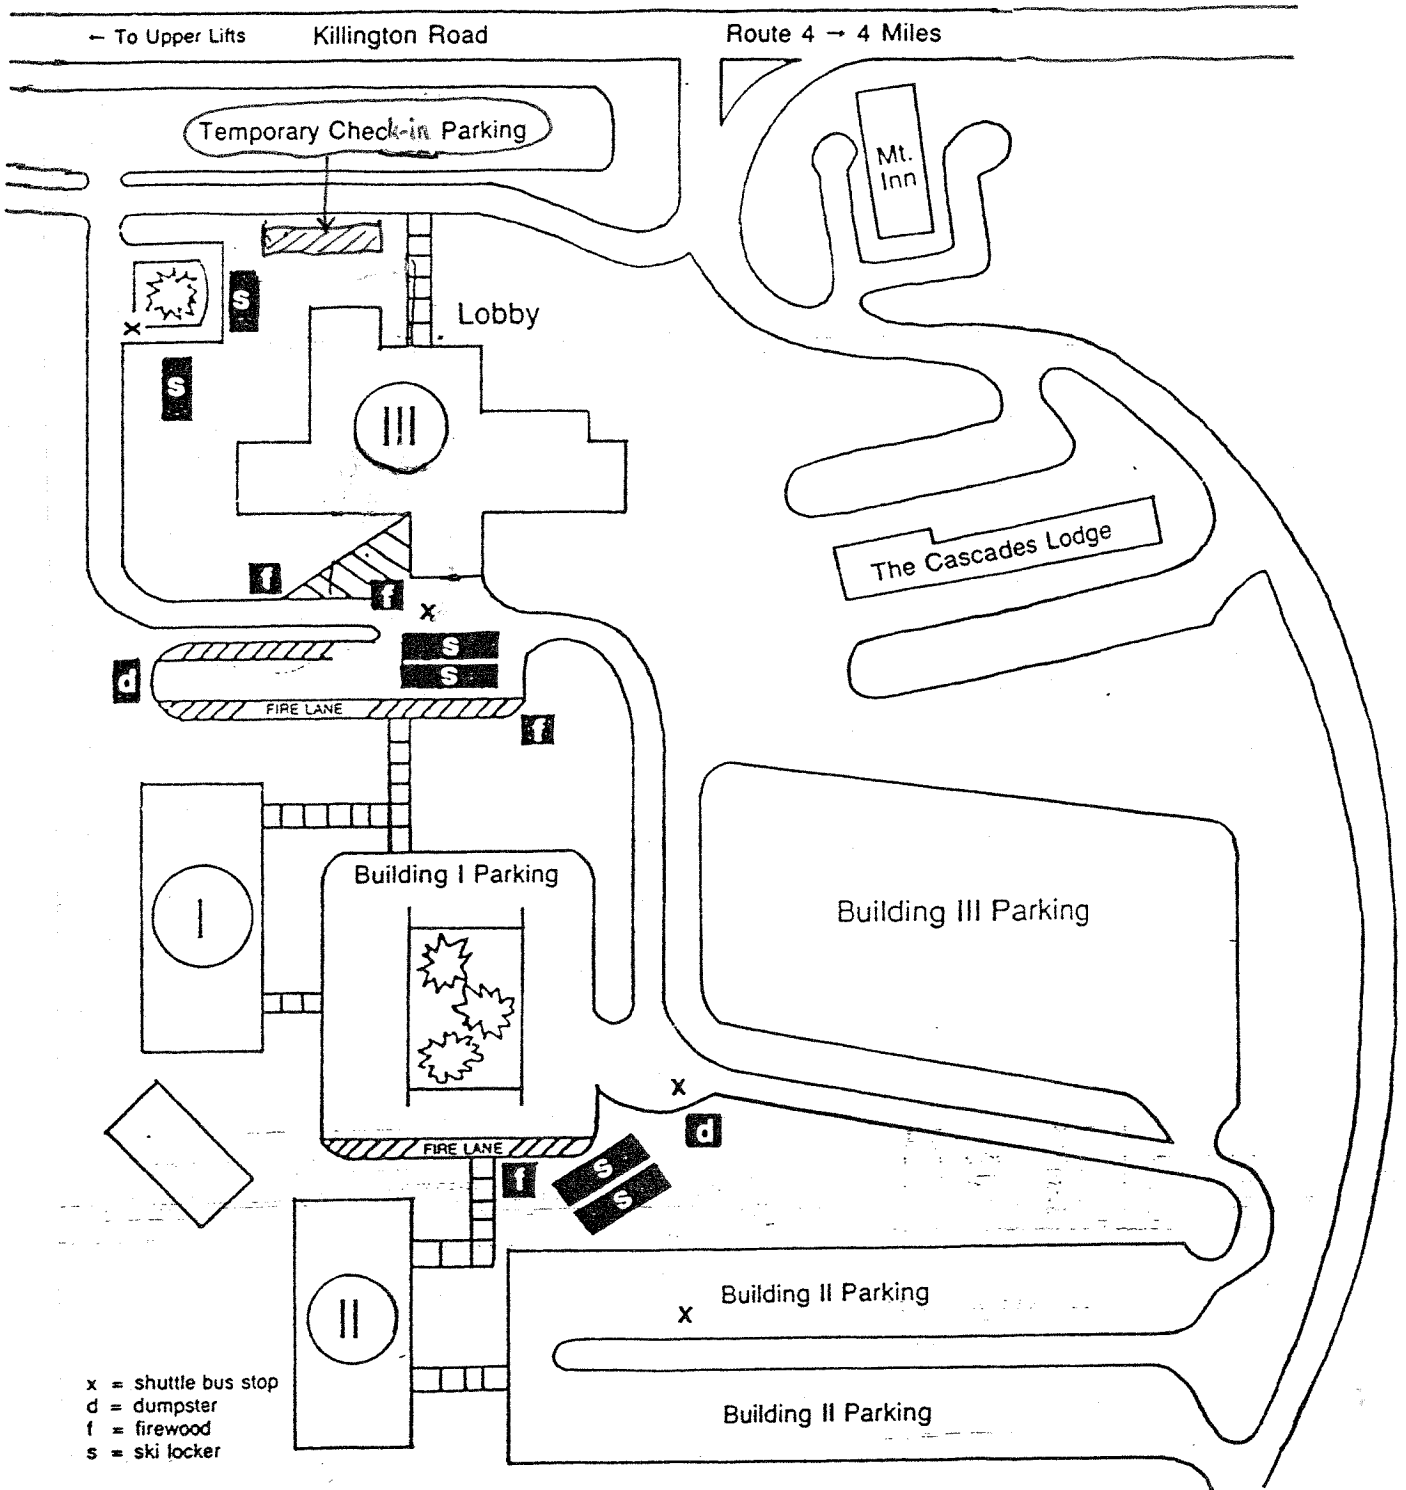 ← To Upper Lifts
Killington Road
Route 4 → 4 Miles
Temporary Check-in Parking
Mt.
Inn
s
x
Lobby
s
III
The Cascades Lodge
f
f
x
s
s
d
FIRE LANE
f
Building I Parking
I
Building III Parking
x
d
FIRE LANE
s
f
s
II
Building II Parking
x
Building II Parking
x = shuttle bus stop
d = dumpster
f = firewood
s = ski locker